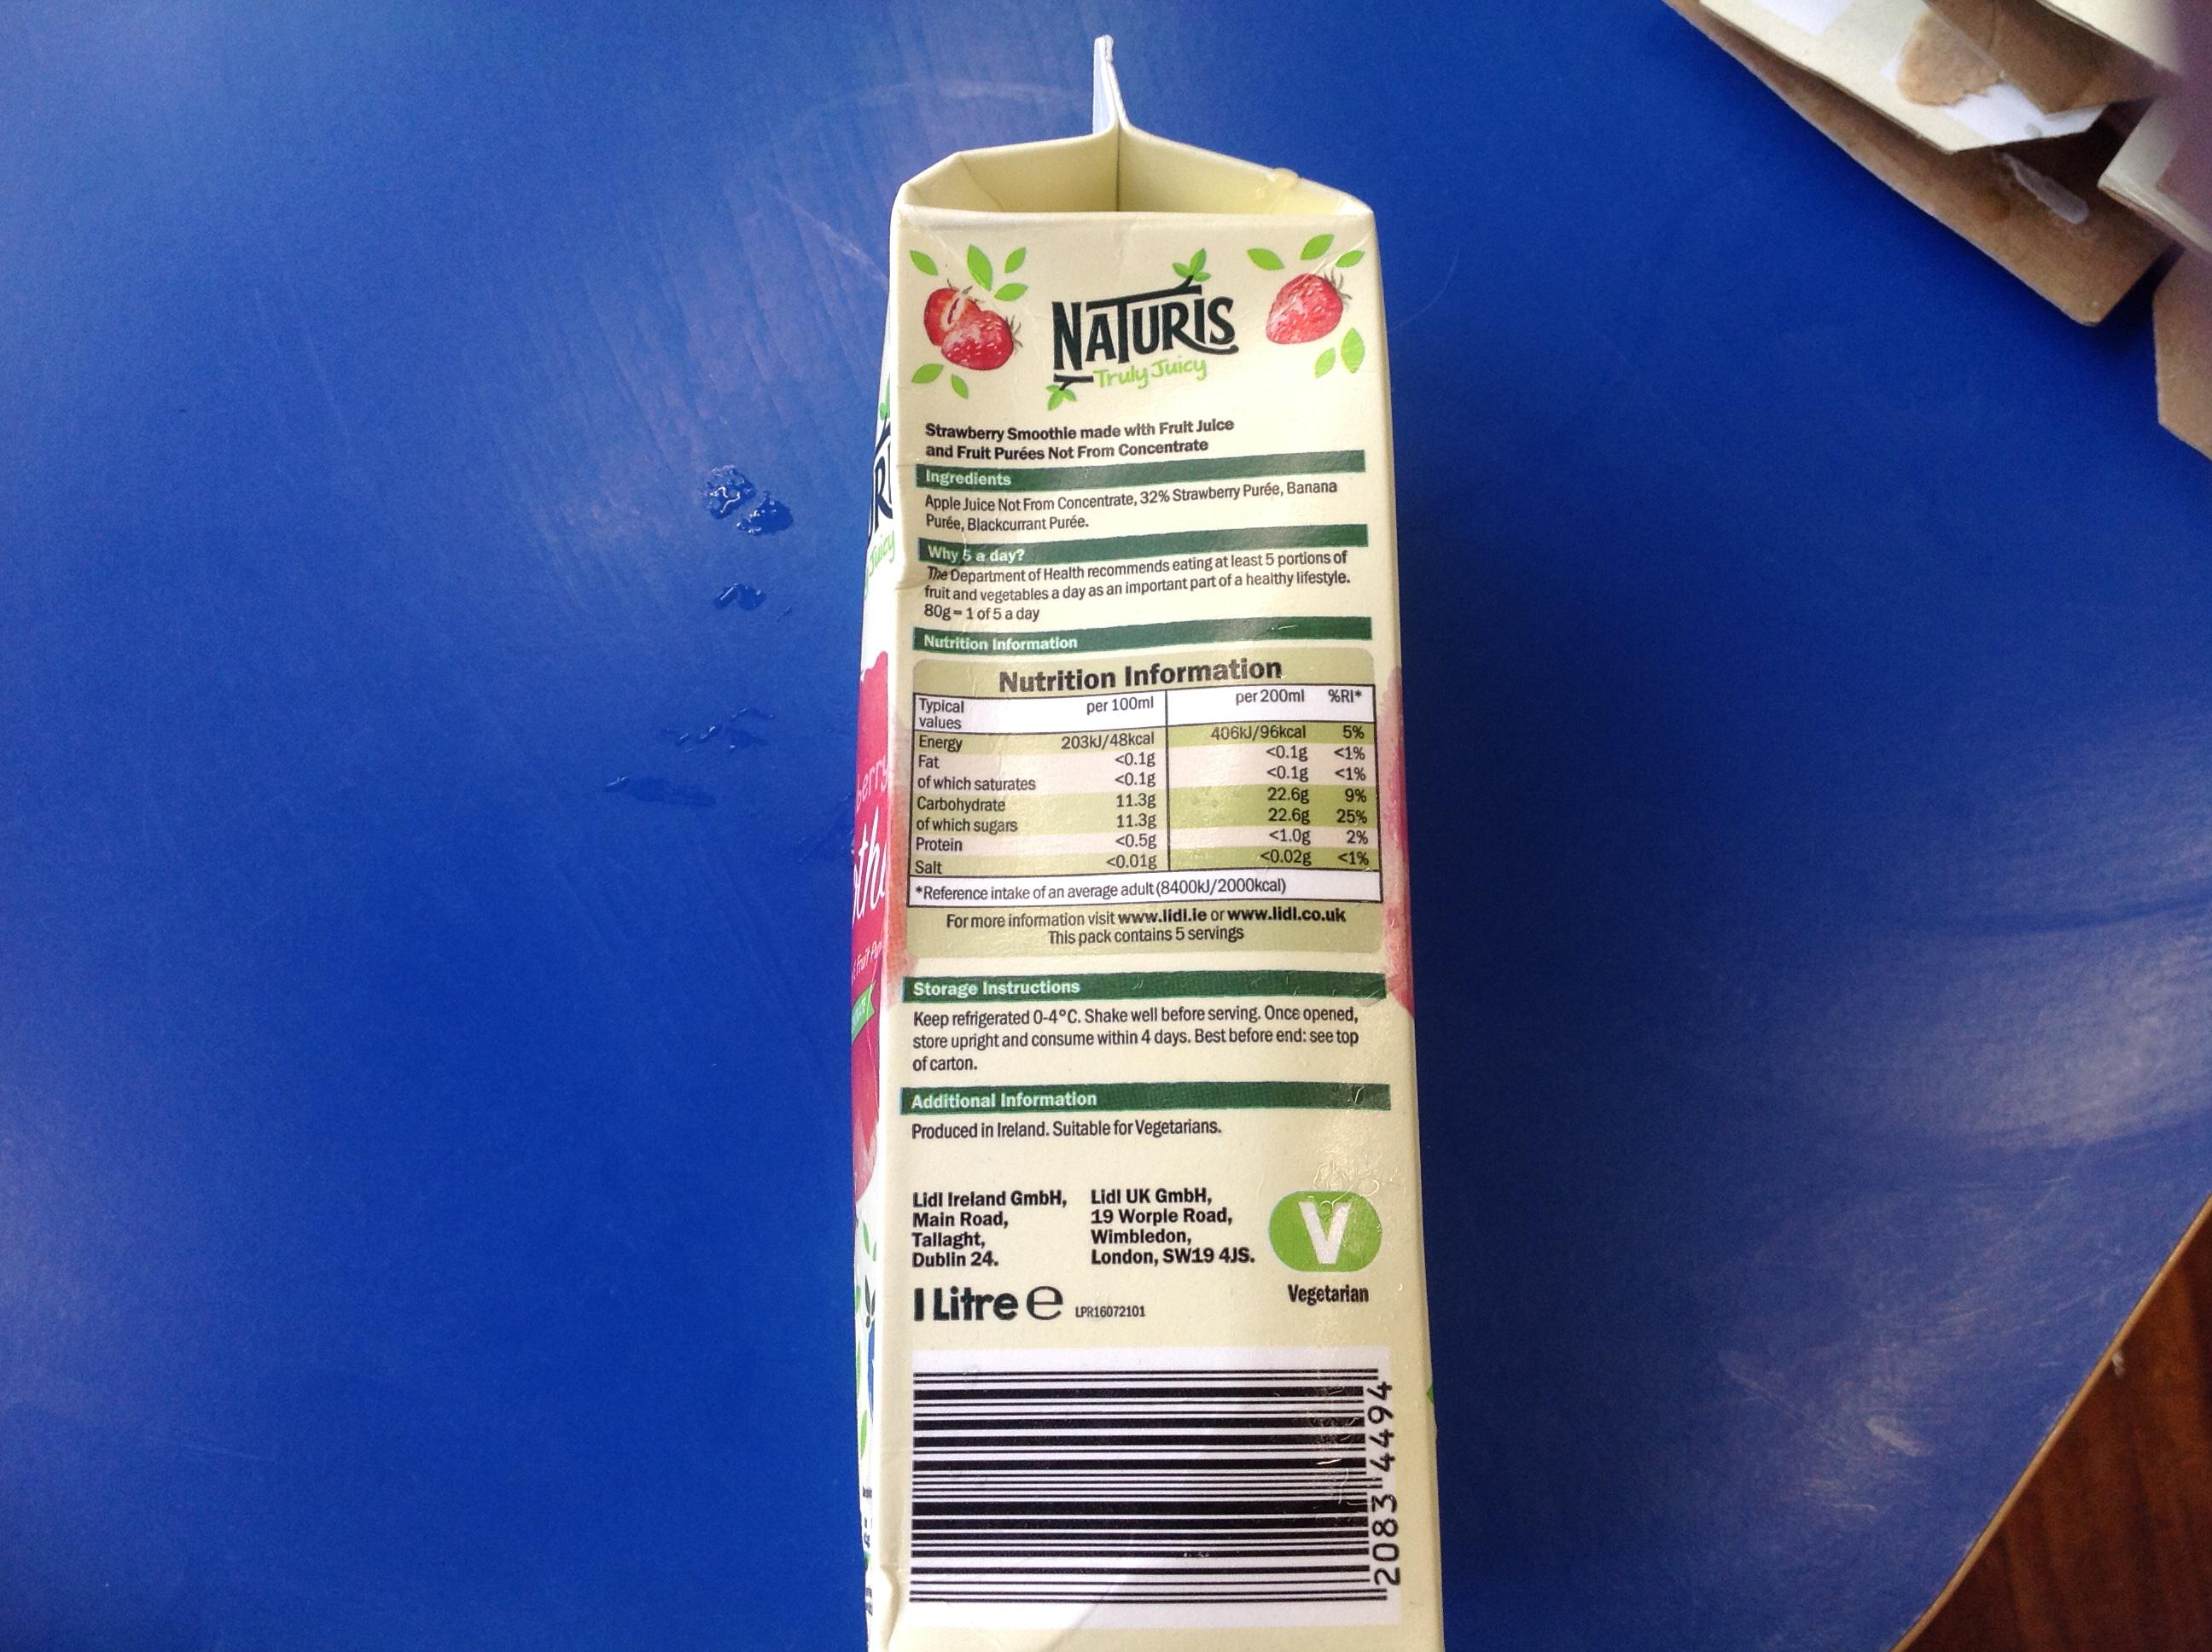 NATURIS
Truly Juicy
Strawberry Smoothie made with Fruit Juice
and Fruit Purées Not From Concentrate
Ingredients
Apple Juice Not From Concentrate, 32% Strawberry Purée, Banana
Purée, Blackcurrant Purée.
Why 5 a day?
The Department of Health recommends eating at least 5 portions of
fruit and vegetables a day as an important part of a healthy lifestyle.
80g = 1 of 5 a day
Nutrition Information
Nutrition Information
Typical values per 100ml per 200ml %RI*
Energy 203kJ/48kcal 406kJ/96kcal 5%
Fat <0.1g <0.1g <1%
of which saturates <0.1g <0.1g <1%
Carbohydrate 11.3g 22.6g 9%
of which sugars 11.3g 22.6g 25%
Protein <0.5g <1.0g 2%
Salt <0.01g <0.02g <1%
*Reference intake of an average adult (8400kJ/2000kcal)
For more information visit www.lidl.ie or www.lidl.co.uk
This pack contains 5 servings
Storage Instructions
Keep refrigerated 0-4°C. Shake well before serving. Once opened,
store upright and consume within 4 days. Best before end: see top
of carton.
Additional Information
Produced in Ireland. Suitable for Vegetarians.
Lidl Ireland GmbH,
Main Road,
Tallaght,
Dublin 24.
Lidl UK GmbH,
19 Worple Road,
Wimbledon,
London, SW19 4JS.
V
Vegetarian
1 Litre e LPR16072101
2083 4494
Juicy